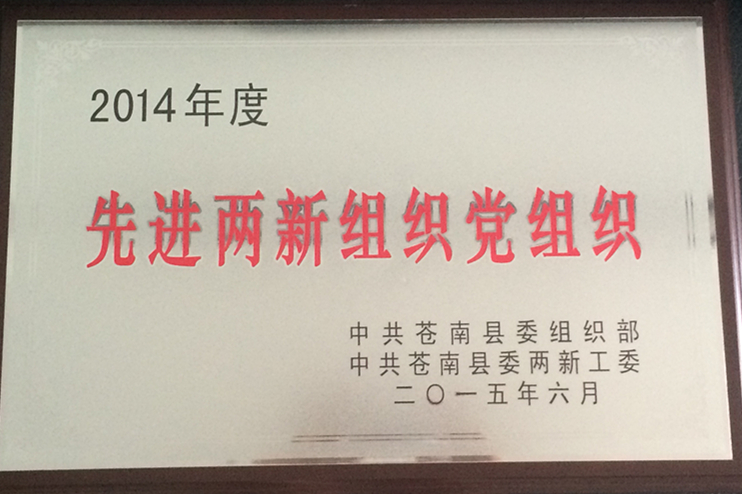 2014年度
先进两新组织党组织
中共苍南县委组织部
中共苍南县委两新工委
二〇一五年六月